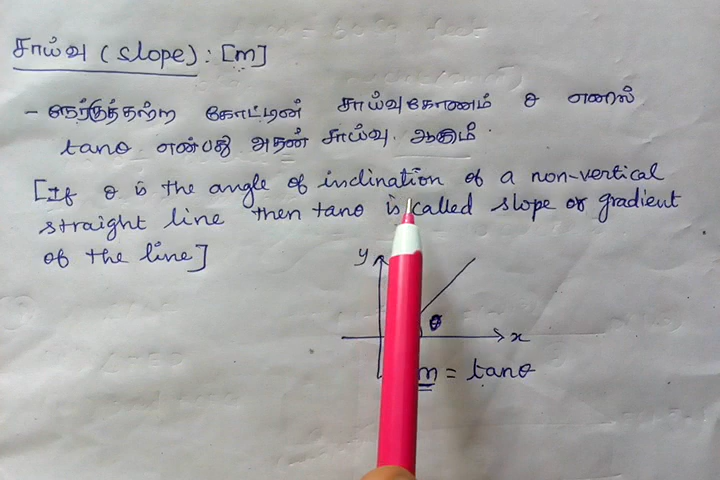 சாய்வு (slope) : [m]
- நேர்குத்தற்ற கோட்டின் சாய்வுகோணம் θ எனில்
tanθ என்பது அதன் சாய்வு ஆகும்.
[If θ is the angle of inclination of a non-vertical
straight line then tanθ is called slope or gradient
of the line]
y
θ
x
m = tanθ